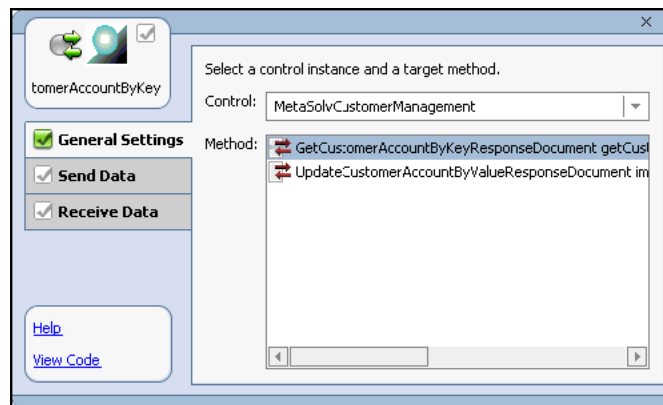 tomerAccountByKey
General Settings
Send Data
Receive Data
Help
View Code
Select a control instance and a target method.
Control: MetaSolvCustomerManagement
Method: GetCustomerAccountByKeyResponseDocument getCust
UpdateCustomerAccountByValueResponseDocument im